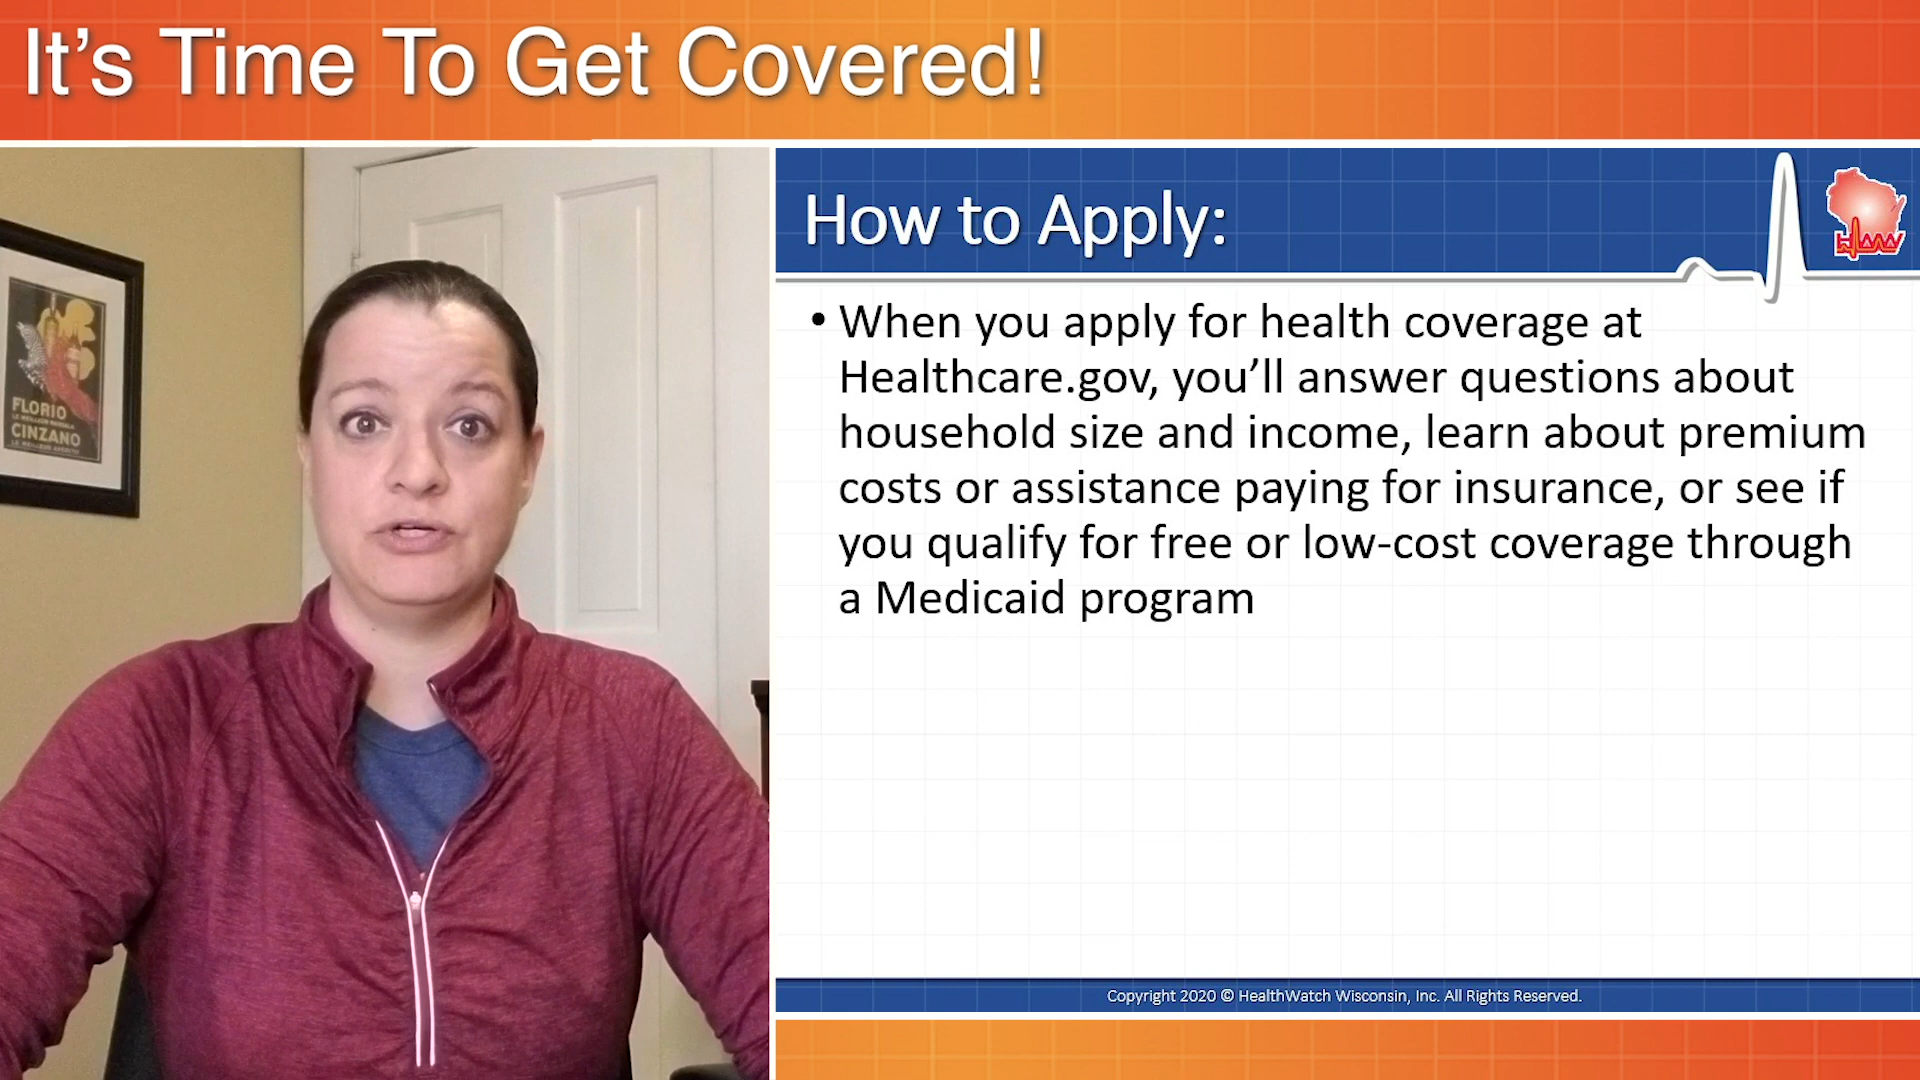 It's Time To Get Covered!
FLORIO
CINZANO
How to Apply:
HWW
• When you apply for health coverage at
Healthcare.gov, you'll answer questions about
household size and income, learn about premium
costs or assistance paying for insurance, or see if
you qualify for free or low-cost coverage through
a Medicaid program
Copyright 2020 © HealthWatch Wisconsin, Inc. All Rights Reserved.